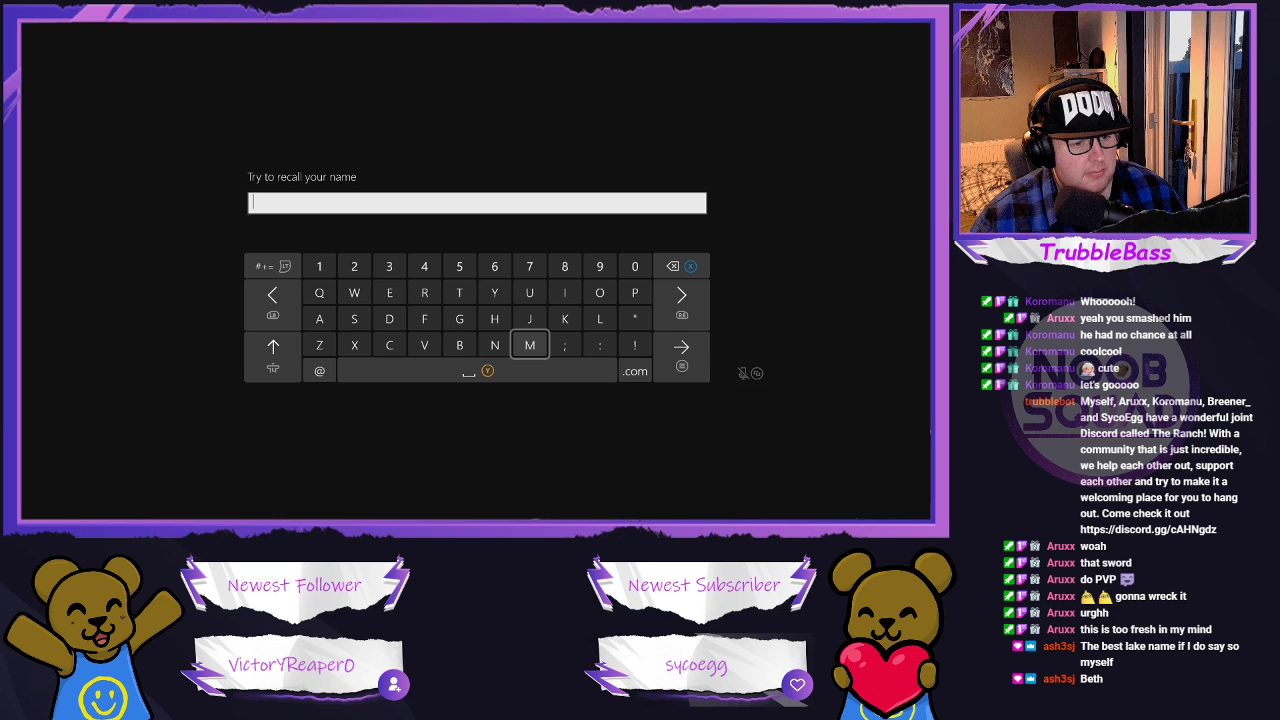 Try to recall your name
#+= LT 1 2 3 4 5 6 7 8 9 0 X
Q W E R T Y U I O P
LB RB
A S D F G H J K L "
Z X C V B N M ; : !
@ Y .com
DOOM
TrubbleBass
Koromanu Whoooooh!
Aruxx yeah you smashed him
Koromanu he had no chance at all
Koromanu coolcool
Koromanu cute
Koromanu let's gooooo
trubblebot Myself, Aruxx, Koromanu, Breener_
and SycoEgg have a wonderful joint
Discord called The Ranch! With a
community that is just incredible,
we help each other out, support
each other and try to make it a
welcoming place for you to hang
out. Come check it out
https://discord.gg/cAHNgdz
NOOB
SQUAD
Aruxx woah
Aruxx that sword
Aruxx do PVP
Aruxx gonna wreck it
Aruxx urghh
Aruxx this is too fresh in my mind
ash3sj The best lake name if I do say so
myself
ash3sj Beth
Newest Follower
VictorYReaper0
Newest Subscriber
sycoegg